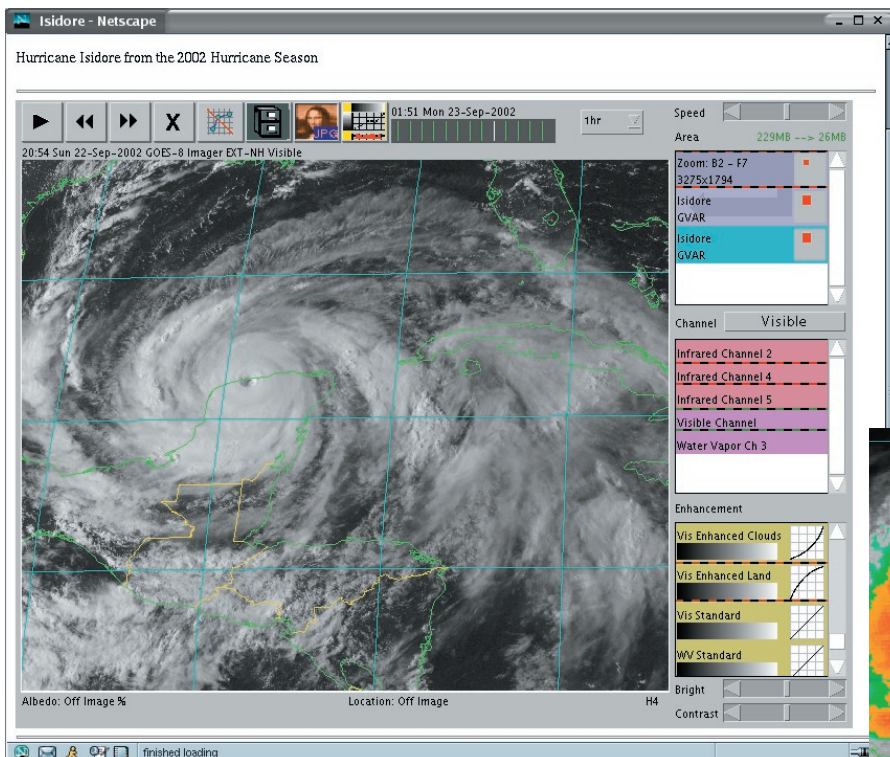 Isidore - Netscape
Hurricane Isidore from the 2002 Hurricane Season
X
JPG
01:51 Mon 23-Sep-2002
1hr
Speed
Area 229MB --> 26MB
20:54 Sun 22-Sep-2002 GOES-8 Imager EXT-NH Visible
Zoom: B2 - F7
3275x1794
Isidore
GVAR
Isidore
GVAR
Channel Visible
Infrared Channel 2
Infrared Channel 4
Infrared Channel 5
Visible Channel
Water Vapor Ch 3
Enhancement
Vis Enhanced Clouds
Vis Enhanced Land
Vis Standard
WV Standard
Bright
Contrast
Albedo: Off Image % Location: Off Image H4
finished loading